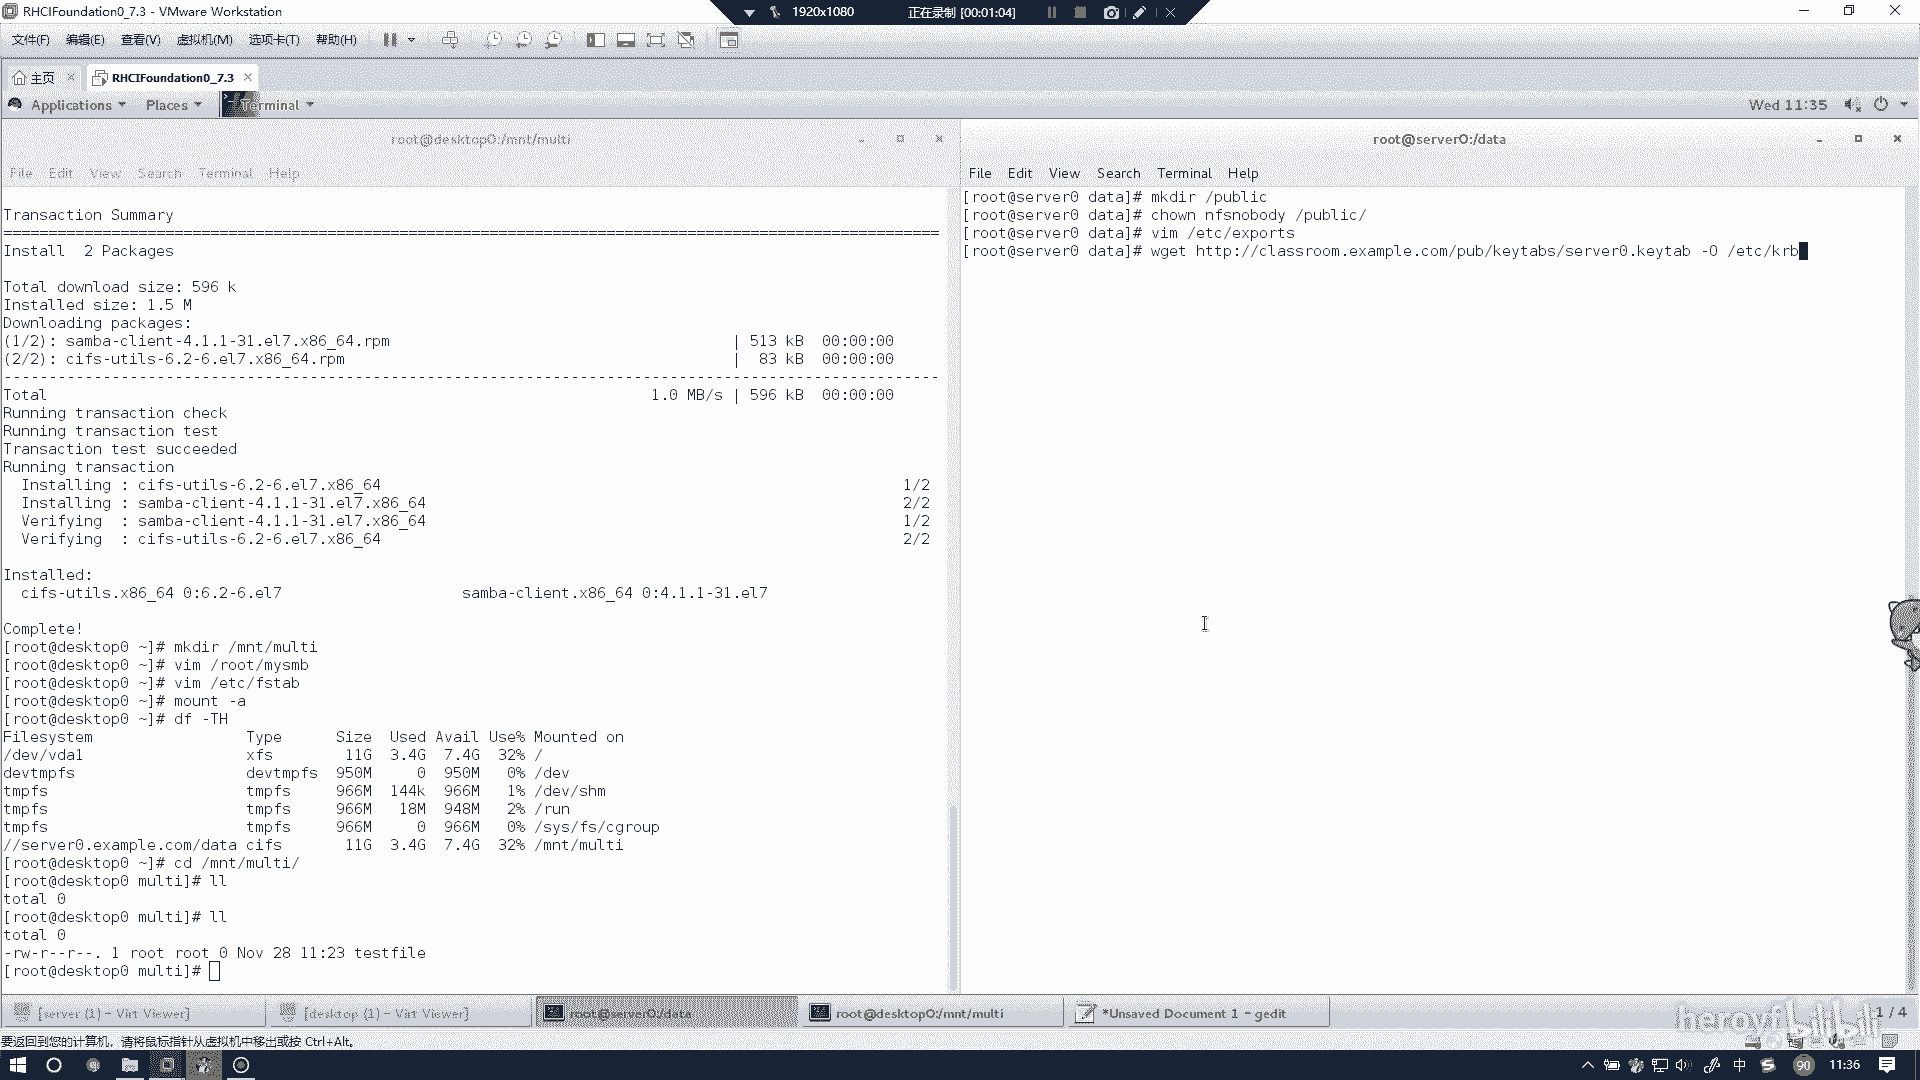 RHCIFoundation0_7.3 - VMware Workstation
1920x1080
正在录制 [00:01:04]
文件(F) 编辑(E) 查看(V) 虚拟机(M) 选项卡(T) 帮助(H)
主页
RHCIFoundation0_7.3
Applications Places Terminal
Wed 11:35
root@desktop0:/mnt/multi
File Edit View Search Terminal Help
Transaction Summary
================================================================================
Install 2 Packages
Total download size: 596 k
Installed size: 1.5 M
Downloading packages:
(1/2): samba-client-4.1.1-31.el7.x86_64.rpm | 513 kB 00:00:00
(2/2): cifs-utils-6.2-6.el7.x86_64.rpm | 83 kB 00:00:00
--------------------------------------------------------------------------------
Total 1.0 MB/s | 596 kB 00:00:00
Running transaction check
Running transaction test
Transaction test succeeded
Running transaction
Installing : cifs-utils-6.2-6.el7.x86_64 1/2
Installing : samba-client-4.1.1-31.el7.x86_64 2/2
Verifying : samba-client-4.1.1-31.el7.x86_64 1/2
Verifying : cifs-utils-6.2-6.el7.x86_64 2/2
Installed:
cifs-utils.x86_64 0:6.2-6.el7 samba-client.x86_64 0:4.1.1-31.el7
Complete!
[root@desktop0 ~]# mkdir /mnt/multi
[root@desktop0 ~]# vim /root/mysmb
[root@desktop0 ~]# vim /etc/fstab
[root@desktop0 ~]# mount -a
[root@desktop0 ~]# df -TH
Filesystem Type Size Used Avail Use% Mounted on
/dev/vda1 xfs 11G 3.4G 7.4G 32% /
devtmpfs devtmpfs 950M 0 950M 0% /dev
tmpfs tmpfs 966M 144k 966M 1% /dev/shm
tmpfs tmpfs 966M 18M 948M 2% /run
tmpfs tmpfs 966M 0 966M 0% /sys/fs/cgroup
//server0.example.com/data cifs 11G 3.4G 7.4G 32% /mnt/multi
[root@desktop0 ~]# cd /mnt/multi/
[root@desktop0 multi]# ll
total 0
[root@desktop0 multi]# ll
total 0
-rw-r--r--. 1 root root 0 Nov 28 11:23 testfile
[root@desktop0 multi]#
root@server0:/data
File Edit View Search Terminal Help
[root@server0 data]# mkdir /public
[root@server0 data]# chown nfsnobody /public/
[root@server0 data]# vim /etc/exports
[root@server0 data]# wget http://classroom.example.com/pub/keytabs/server0.keytab -O /etc/krb
[server (1) - Virt Viewer]
[desktop (1) - Virt Viewer]
root@server0:/data
root@desktop0:/mnt/multi
*Unsaved Document 1 - gedit
1 / 4
bilibili
要返回到您的计算机，请将鼠标指针从虚拟机中移出或按 Ctrl+Alt。
中
90
11:36